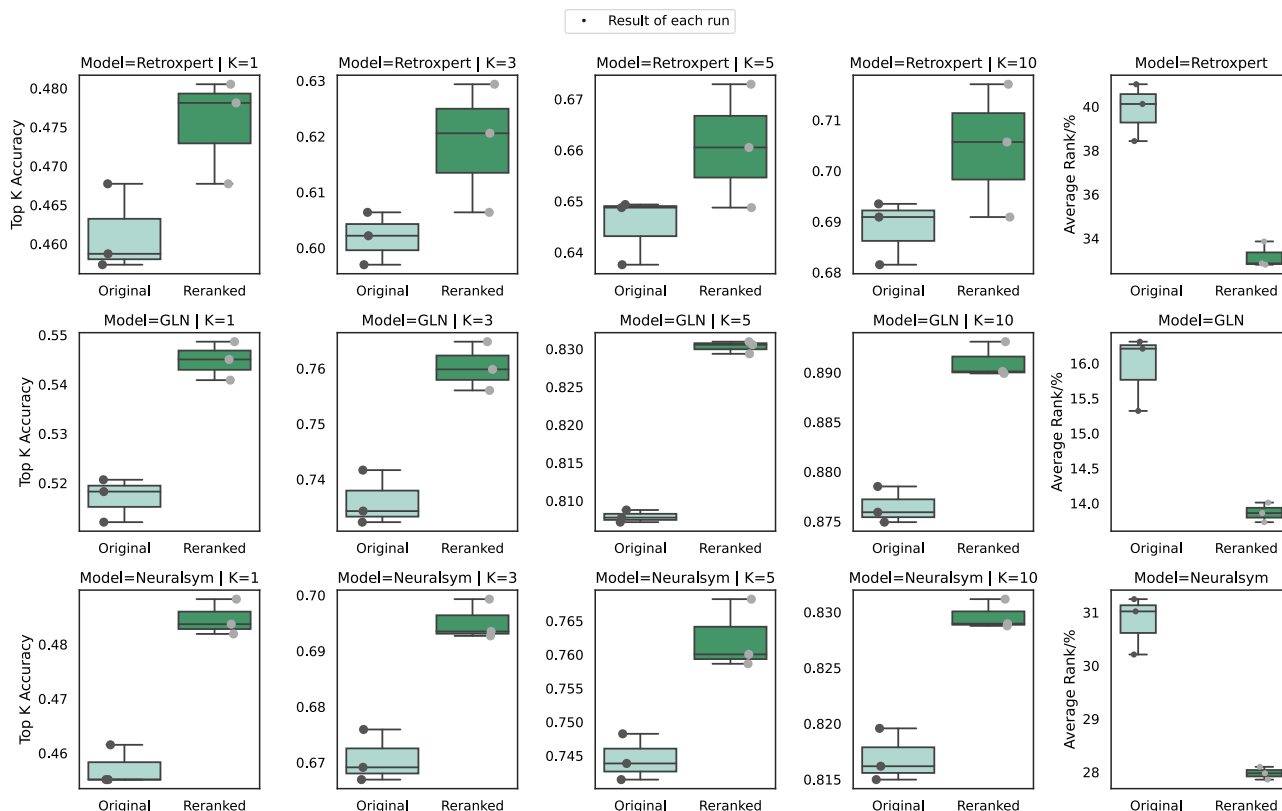 Result of each run
Model=Retroxpert | K=1
Model=Retroxpert | K=3
Model=Retroxpert | K=5
Model=Retroxpert | K=10
Model=Retroxpert
Top K Accuracy
0.480
0.475
0.470
0.465
0.460
0.63
0.62
0.61
0.60
0.67
0.66
0.65
0.64
0.71
0.70
0.69
0.68
Average Rank/%
40
38
36
34
Original Reranked
Original Reranked
Original Reranked
Original Reranked
Original Reranked
Model=GLN | K=1
Model=GLN | K=3
Model=GLN | K=5
Model=GLN | K=10
Model=GLN
Top K Accuracy
0.55
0.54
0.53
0.52
0.76
0.75
0.74
0.830
0.825
0.820
0.815
0.810
0.890
0.885
0.880
0.875
Average Rank/%
16.0
15.5
15.0
14.5
14.0
Original Reranked
Original Reranked
Original Reranked
Original Reranked
Original Reranked
Model=Neuralsym | K=1
Model=Neuralsym | K=3
Model=Neuralsym | K=5
Model=Neuralsym | K=10
Model=Neuralsym
Top K Accuracy
0.48
0.47
0.46
0.70
0.69
0.68
0.67
0.765
0.760
0.755
0.750
0.745
0.830
0.825
0.820
0.815
Average Rank/%
31
30
29
28
Original Reranked
Original Reranked
Original Reranked
Original Reranked
Original Reranked